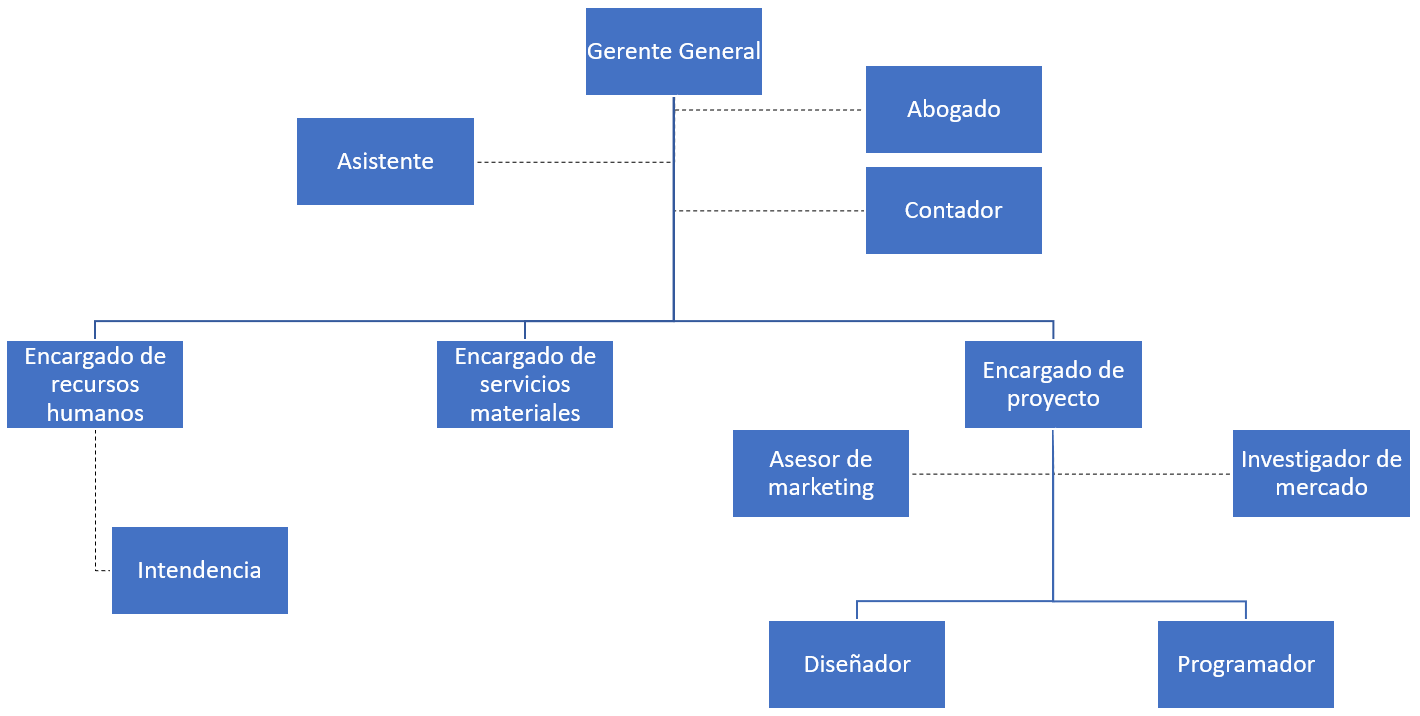 Gerente General
Abogado
Asistente
Contador
Encargado de
recursos
humanos
Encargado de
servicios
materiales
Encargado de
proyecto
Asesor de
marketing
Investigador de
mercado
Intendencia
Diseñador
Programador